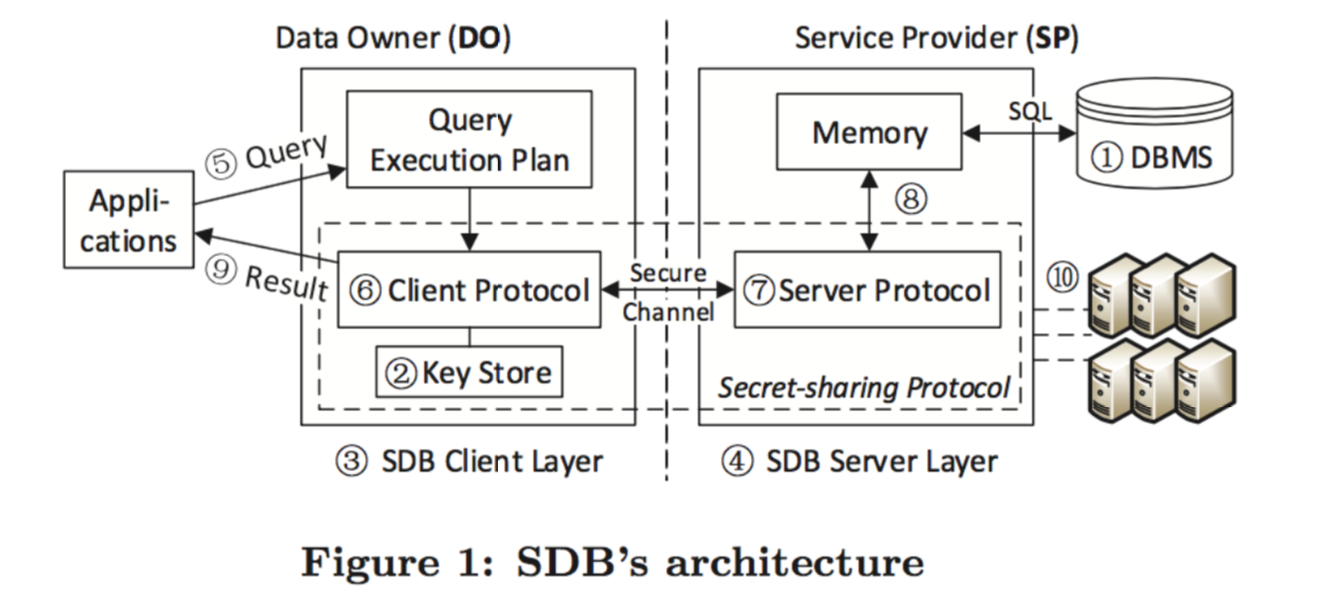 Data Owner (DO)
Service Provider (SP)
Query
Execution Plan
Memory
SQL
① DBMS
⑤ Query
Appli-
cations
⑧
⑨ Result
⑥ Client Protocol
Secure
Channel
⑦ Server Protocol
⑩
② Key Store
Secret-sharing Protocol
③ SDB Client Layer
④ SDB Server Layer
Figure 1: SDB's architecture